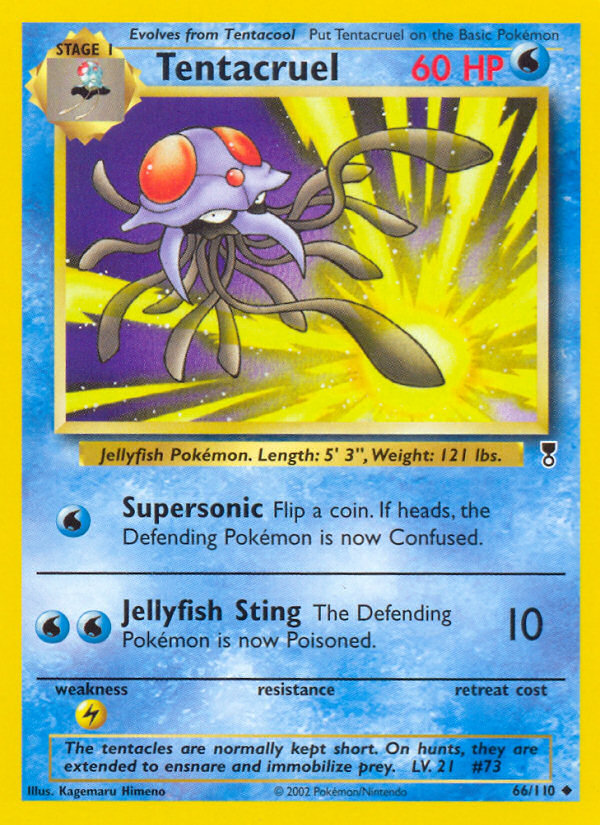 Evolves from Tentacool Put Tentacruel on the Basic Pokémon
STAGE 1
Tentacruel 60 HP
Jellyfish Pokémon. Length: 5' 3", Weight: 121 lbs.
Supersonic Flip a coin. If heads, the
Defending Pokémon is now Confused.
Jellyfish Sting The Defending
Pokémon is now Poisoned.
10
weakness resistance retreat cost
The tentacles are normally kept short. On hunts, they are
extended to ensnare and immobilize prey. LV. 21 #73
Illus. Kagemaru Himeno © 2002 Pokémon/Nintendo 66/110